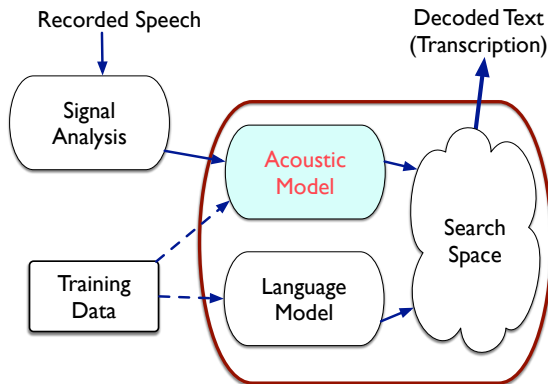 Recorded Speech
Decoded Text
(Transcription)
Signal
Analysis
Acoustic
Model
Search
Space
Training
Data
Language
Model